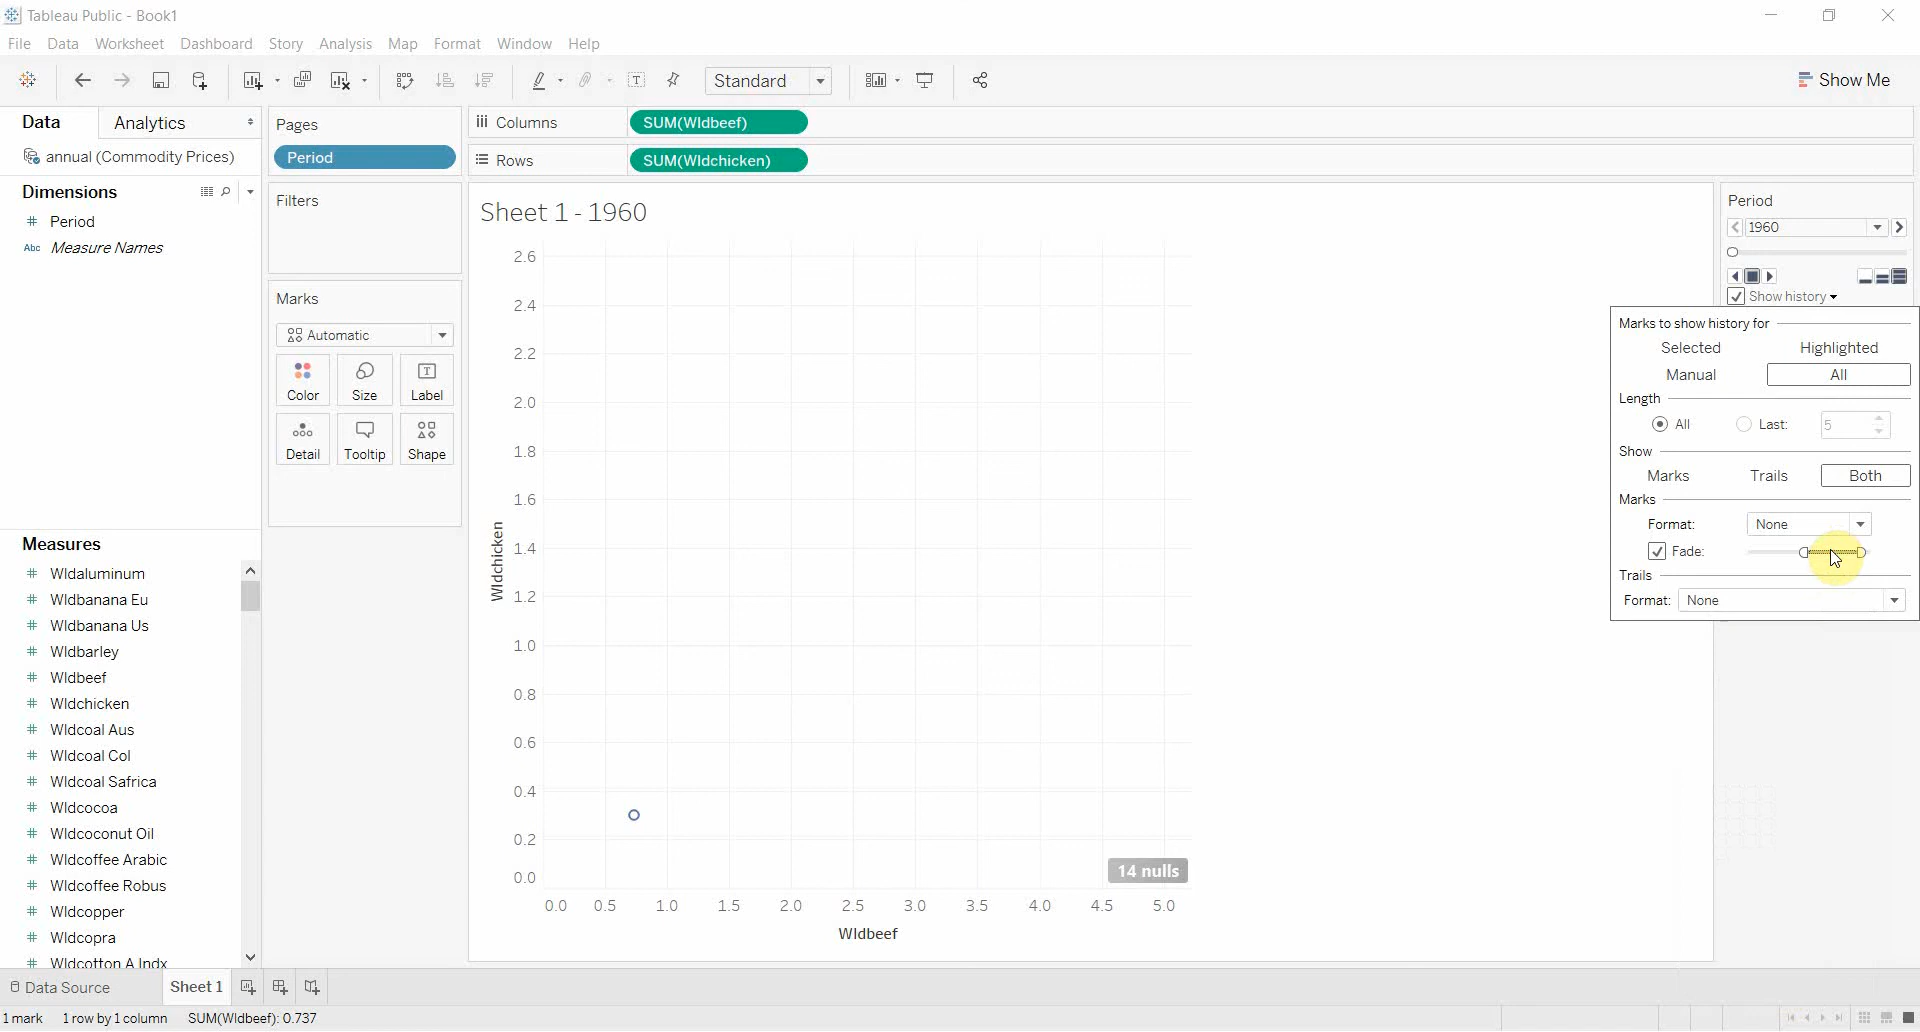 Tableau Public - Book1
File Data Worksheet Dashboard Story Analysis Map Format Window Help
Standard
Show Me
Data Analytics
annual (Commodity Prices)
Dimensions
Period
Abc Measure Names
Measures
Wldaluminum
Wldbanana Eu
Wldbanana Us
Wldbarley
Wldbeef
Wldchicken
Wldcoal Aus
Wldcoal Col
Wldcoal Safrica
Wldcocoa
Wldcoconut Oil
Wldcoffee Arabic
Wldcoffee Robus
Wldcopper
Wldcopra
Wldcotton A Indx
Pages
Period
Filters
Marks
Automatic
Color Size Label
Detail Tooltip Shape
Columns SUM(Wldbeef)
Rows SUM(Wldchicken)
Sheet 1 - 1960
2.6
2.4
2.2
2.0
1.8
1.6
1.4
1.2
1.0
0.8
0.6
0.4
0.2
0.0
Wldchicken
14 nulls
0.0 0.5 1.0 1.5 2.0 2.5 3.0 3.5 4.0 4.5 5.0
Wldbeef
Period
1960
Show history
Marks to show history for
Selected Highlighted
Manual All
Length
All Last: 5
Show
Marks Trails Both
Marks
Format: None
Fade:
Trails
Format: None
Data Source Sheet 1
1 mark 1 row by 1 column SUM(Wldbeef): 0.737